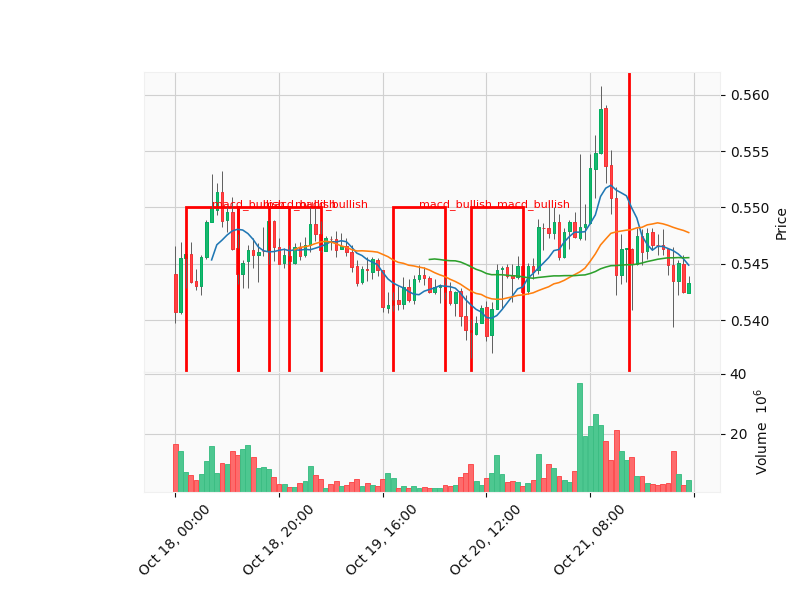 0.560
0.555
0.550
0.545
0.540
Price
macd_bullish
macd_bullish
macd_bullish
macd_bullish
macd_bullish
40
20
Volume 10^6
Oct 18, 00:00
Oct 18, 20:00
Oct 19, 16:00
Oct 20, 12:00
Oct 21, 08:00